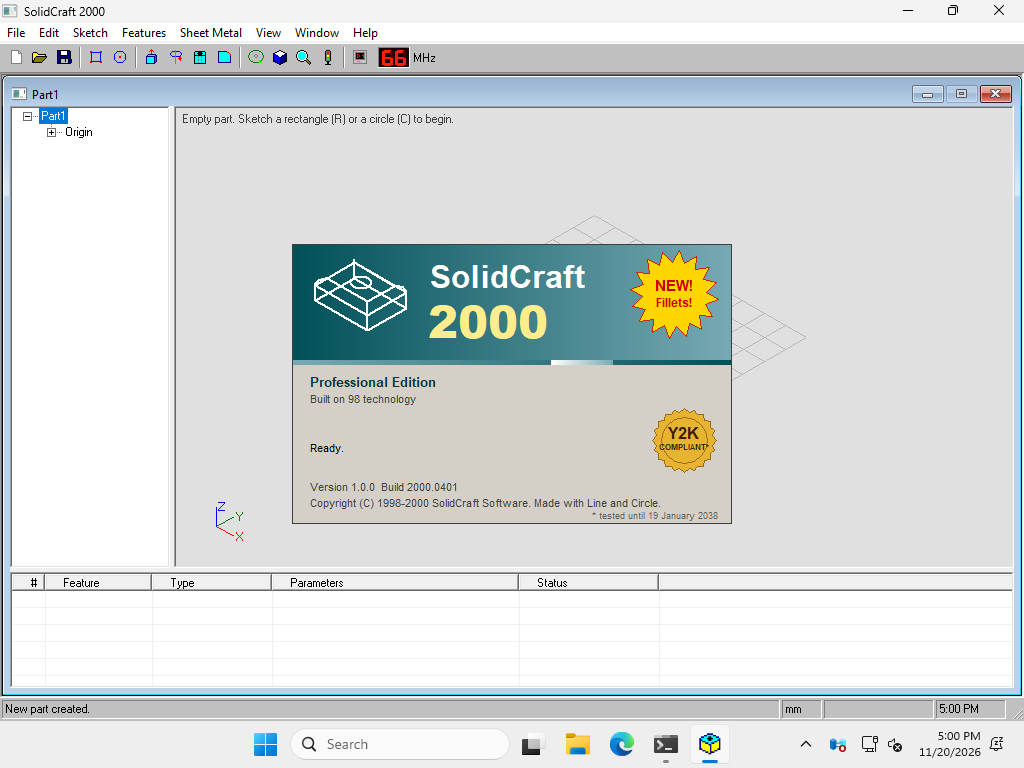 SolidCraft 2000
File Edit Sketch Features Sheet Metal View Window Help
66 MHz
Part1
Part1
Origin
Empty part. Sketch a rectangle (R) or a circle (C) to begin.
SolidCraft
2000
NEW!
Fillets!
Professional Edition
Built on 98 technology
Y2K
COMPLIANT*
Ready.
Version 1.0.0 Build 2000.0401
Copyright (C) 1998-2000 SolidCraft Software. Made with Line and Circle.
* tested until 19 January 2038
Z
Y
X
# Feature Type Parameters Status
New part created. mm 5:00 PM
Search
5:00 PM
11/20/2026